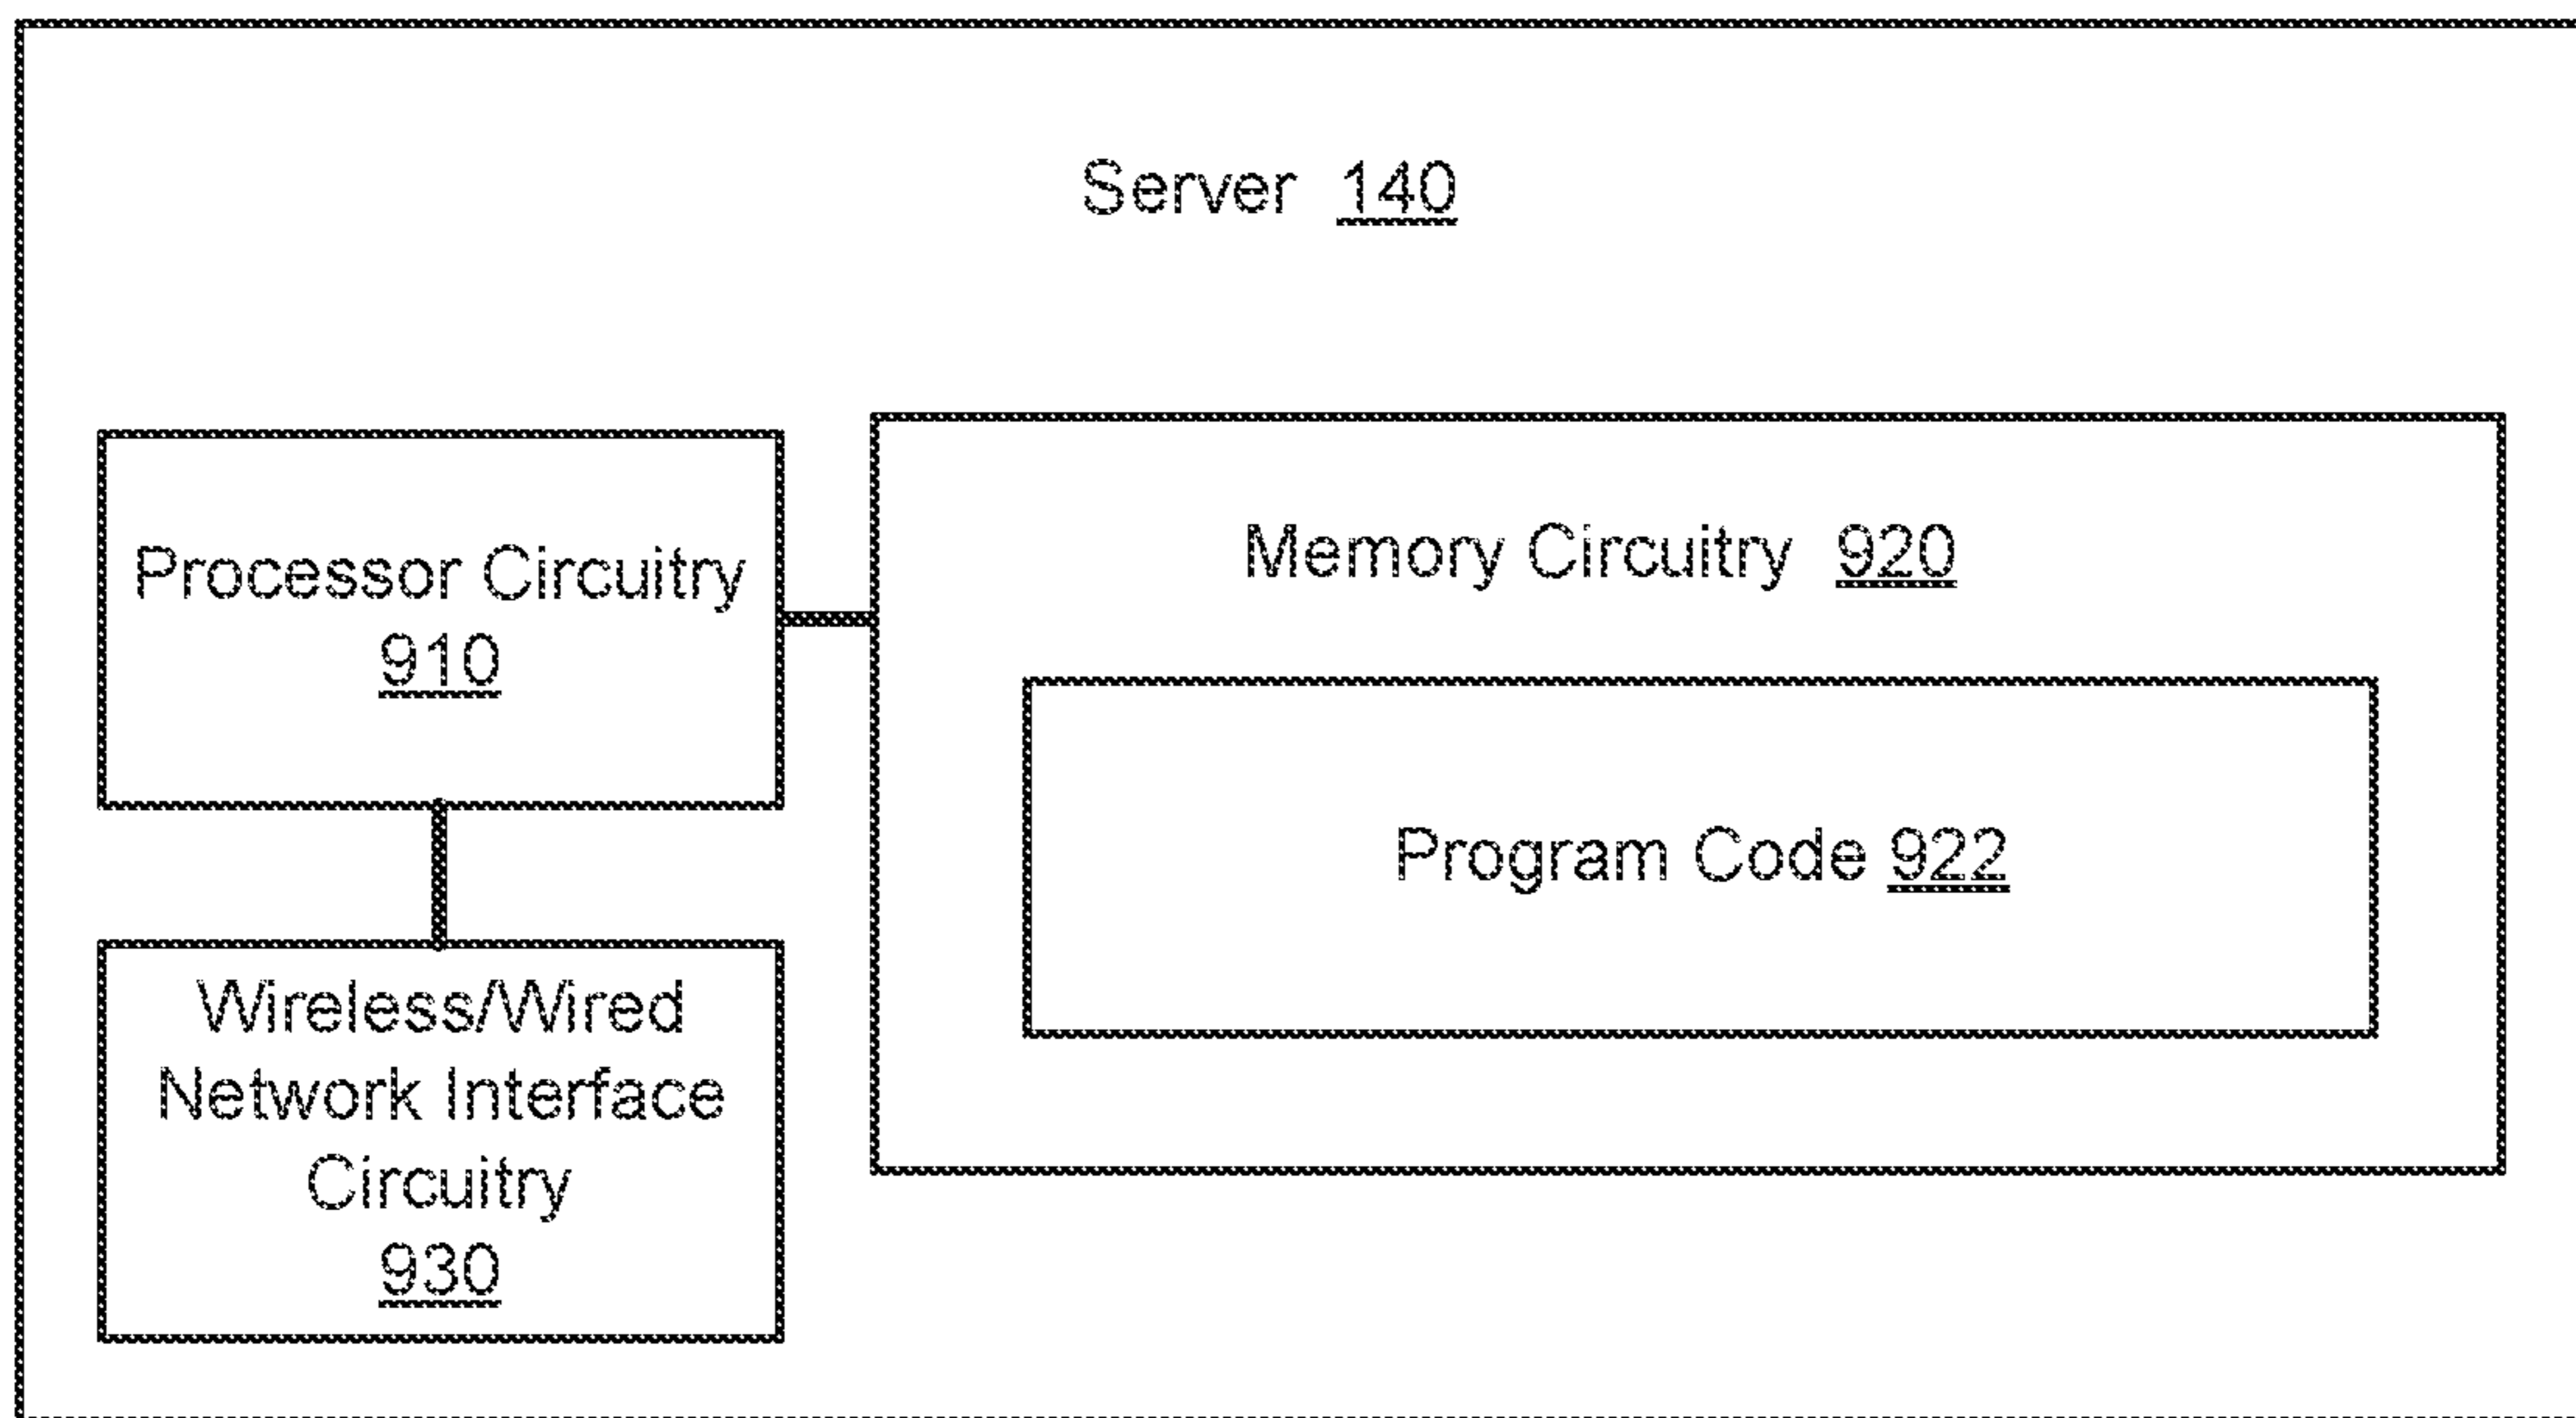 Server 140
Processor Circuitry
910
Memory Circuitry 920
Program Code 922
Wireless/Wired
Network Interface
Circuitry
930